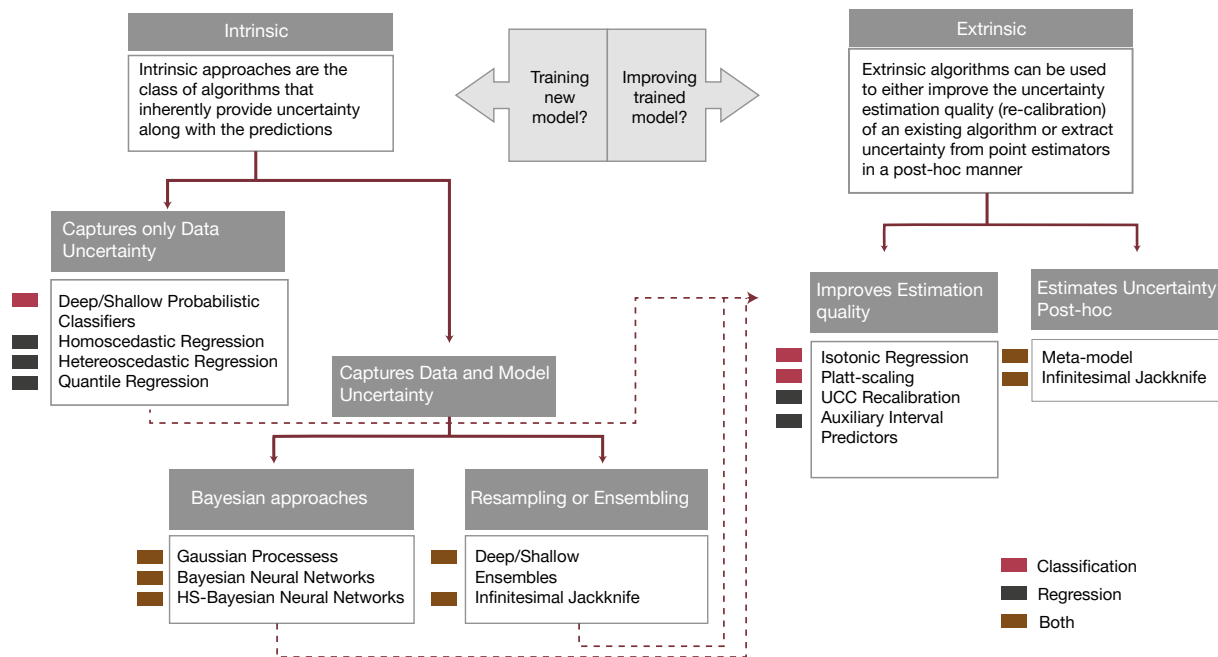 Intrinsic
Intrinsic approaches are the
class of algorithms that
inherently provide uncertainty
along with the predictions
Training
new
model?
Improving
trained
model?
Extrinsic
Extrinsic algorithms can be used
to either improve the uncertainty
estimation quality (re-calibration)
of an existing algorithm or extract
uncertainty from point estimators
in a post-hoc manner
Captures only Data
Uncertainty
Deep/Shallow Probabilistic
Classifiers
Homoscedastic Regression
Hetereoscedastic Regression
Quantile Regression
Captures Data and Model
Uncertainty
Bayesian approaches
Gaussian Processess
Bayesian Neural Networks
HS-Bayesian Neural Networks
Resampling or Ensembling
Deep/Shallow
Ensembles
Infinitesimal Jackknife
Improves Estimation
quality
Isotonic Regression
Platt-scaling
UCC Recalibration
Auxiliary Interval
Predictors
Estimates Uncertainty
Post-hoc
Meta-model
Infinitesimal Jackknife
Classification
Regression
Both